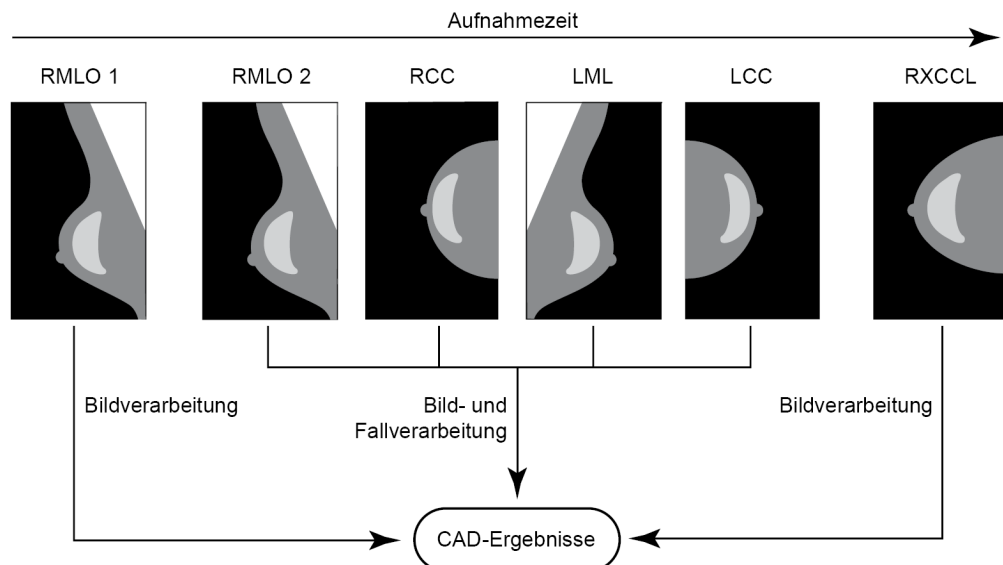 Aufnahmezeit
RMLO 1
RMLO 2
RCC
LML
LCC
RXCCL
Bildverarbeitung
Bild- und
Fallverarbeitung
Bildverarbeitung
CAD-Ergebnisse